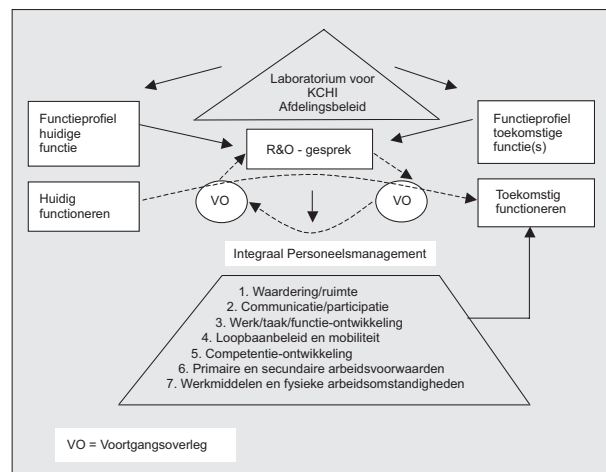 Laboratorium voor
KCHI
Afdelingsbeleid
Functieprofiel
huidige
functie
Functieprofiel
toekomstige
functie(s)
R&O - gesprek
Huidig
functioneren
VO
VO
Toekomstig
functioneren
Integraal Personeelsmanagement
1. Waardering/ruimte
2. Communicatie/participatie
3. Werk/taak/functie-ontwikkeling
4. Loopbaanbeleid en mobiliteit
5. Competentie-ontwikkeling
6. Primaire en secundaire arbeidsvoorwaarden
7. Werkmiddelen en fysieke arbeidsomstandigheden
VO = Voortgangsoverleg